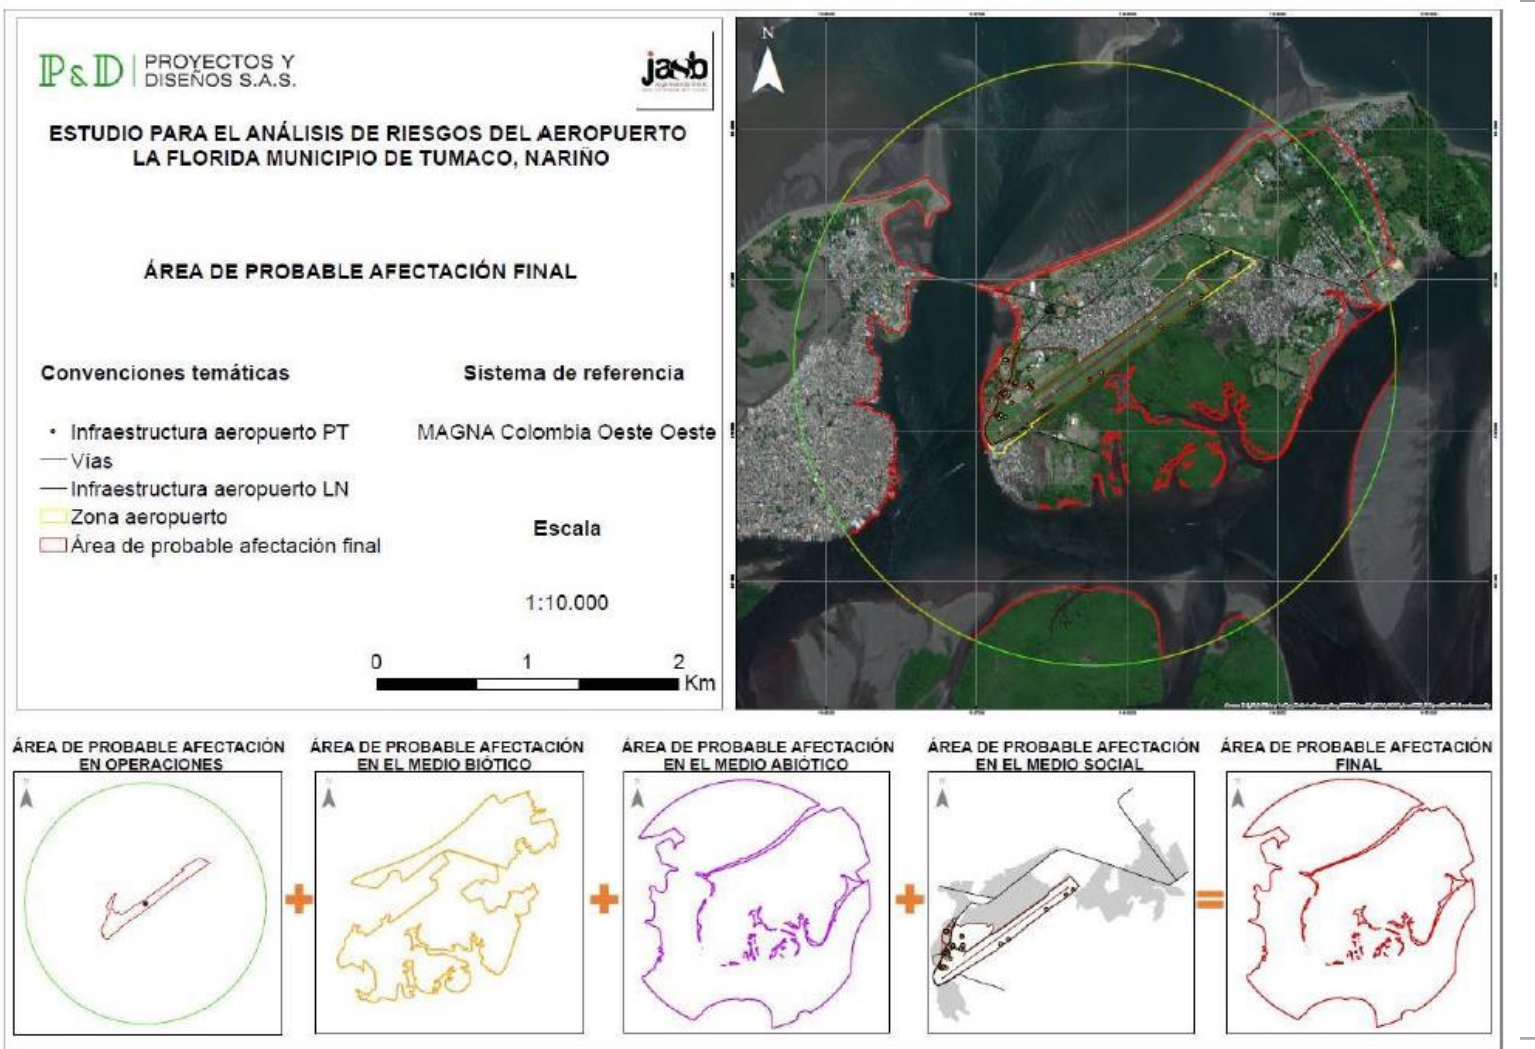 P&D PROYECTOS Y
DISEÑOS S.A.S.
jasb
ESTUDIO PARA EL ANÁLISIS DE RIESGOS DEL AEROPUERTO
LA FLORIDA MUNICIPIO DE TUMACO, NARIÑO
ÁREA DE PROBABLE AFECTACIÓN FINAL
Convenciones temáticas
Sistema de referencia
Infraestructura aeropuerto PT
MAGNA Colombia Oeste Oeste
Vías
Infraestructura aeropuerto LN
Zona aeropuerto
Escala
Área de probable afectación final
1:10.000
0 1 2
Km
N
ÁREA DE PROBABLE AFECTACIÓN
EN OPERACIONES
ÁREA DE PROBABLE AFECTACIÓN
EN EL MEDIO BIÓTICO
ÁREA DE PROBABLE AFECTACIÓN
EN EL MEDIO ABIÓTICO
ÁREA DE PROBABLE AFECTACIÓN
EN EL MEDIO SOCIAL
ÁREA DE PROBABLE AFECTACIÓN
FINAL